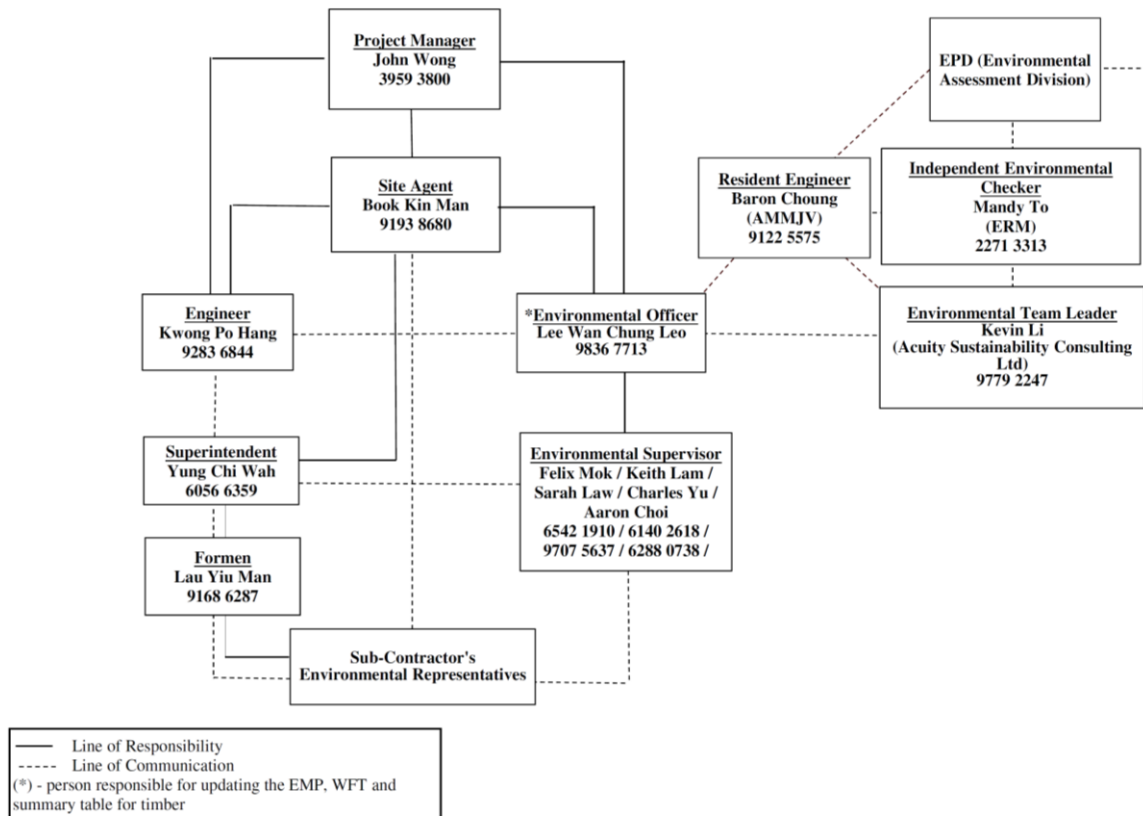 Project Manager
John Wong
3959 3800
EPD (Environmental
Assessment Division)
Site Agent
Book Kin Man
9193 8680
Resident Engineer
Baron Choung
(AMMJV)
9122 5575
Independent Environmental
Checker
Mandy To
(ERM)
2271 3313
Engineer
Kwong Po Hang
9283 6844
*Environmental Officer
Lee Wan Chung Leo
9836 7713
Environmental Team Leader
Kevin Li
(Acuity Sustainability Consulting
Ltd)
9779 2247
Superintendent
Yung Chi Wah
6056 6359
Environmental Supervisor
Felix Mok / Keith Lam /
Sarah Law / Charles Yu /
Aaron Choi
6542 1910 / 6140 2618 /
9707 5637 / 6288 0738 /
Formen
Lau Yiu Man
9168 6287
Sub-Contractor's
Environmental Representatives
Line of Responsibility
Line of Communication
(*) - person responsible for updating the EMP, WFT and
summary table for timber